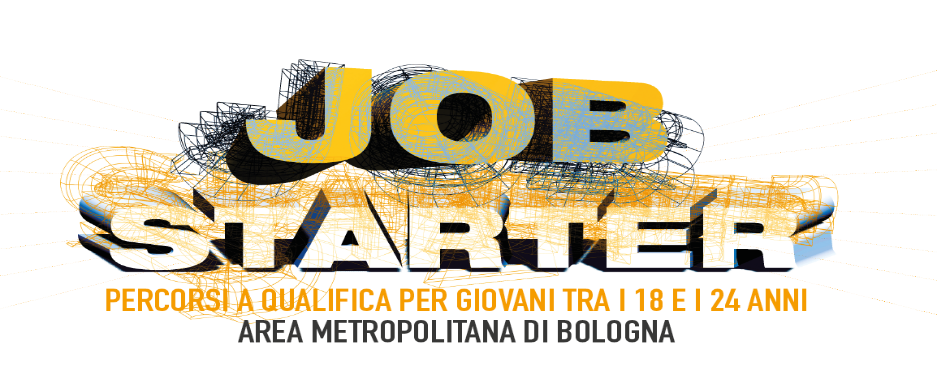 JOB
STARTER
PERCORSI A QUALIFICA PER GIOVANI TRA I 18 E I 24 ANNI
AREA METROPOLITANA DI BOLOGNA